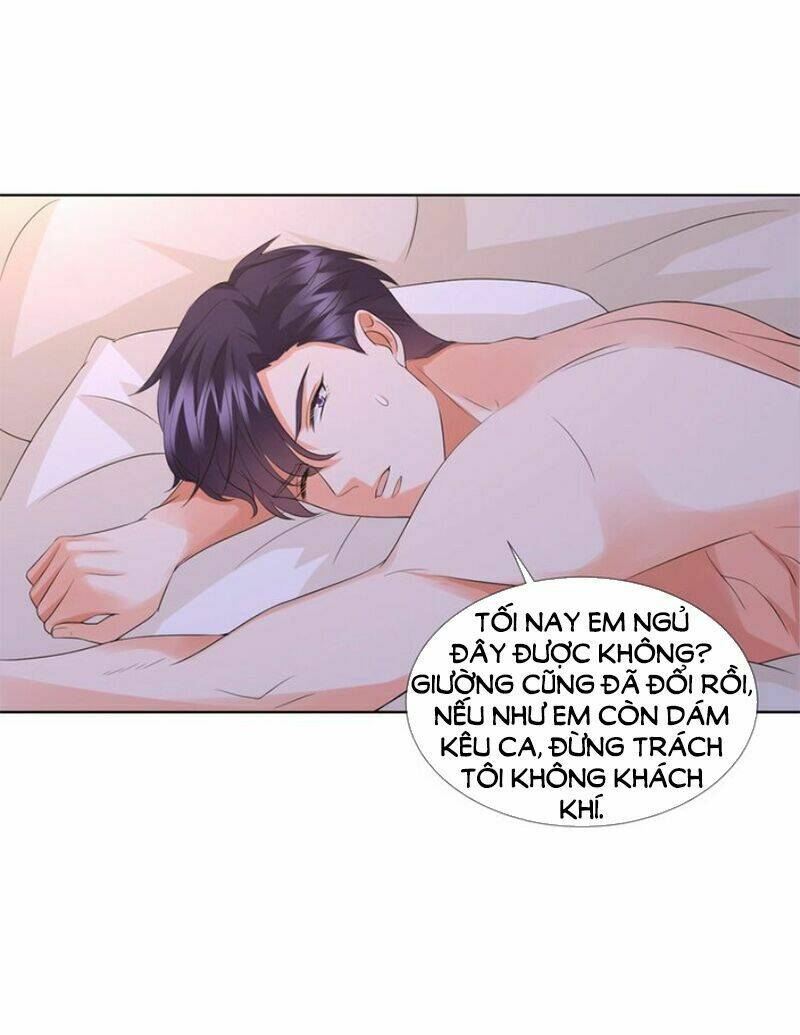 TỐI NAY EM NGỦ
ĐÂY ĐƯỢC KHÔNG?
GIƯỜNG CŨNG ĐÃ ĐỔI RỒI,
NẾU NHƯ EM CÒN DÁM
KÊU CA, ĐỪNG TRÁCH
TÔI KHÔNG KHÁCH
KHÍ.